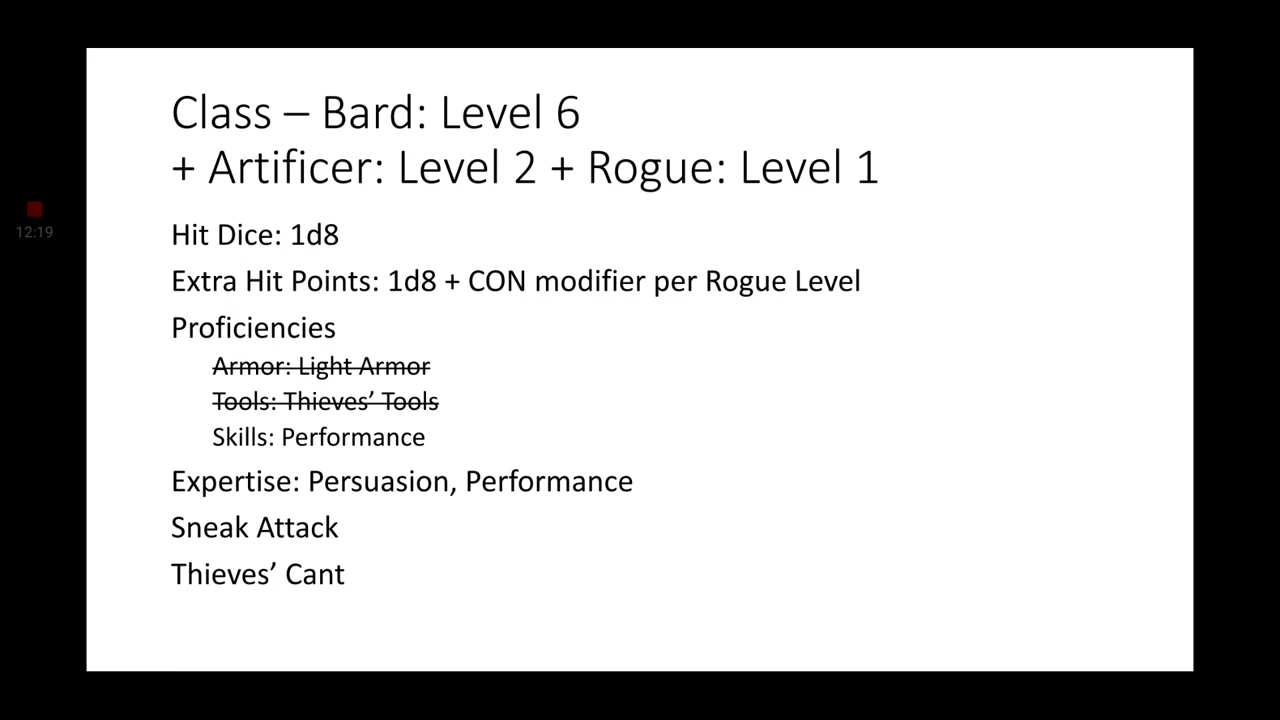 Class – Bard: Level 6
+ Artificer: Level 2 + Rogue: Level 1
12:19
Hit Dice: 1d8
Extra Hit Points: 1d8 + CON modifier per Rogue Level
Proficiencies
Armor: Light Armor
Tools: Thieves’ Tools
Skills: Performance
Expertise: Persuasion, Performance
Sneak Attack
Thieves’ Cant